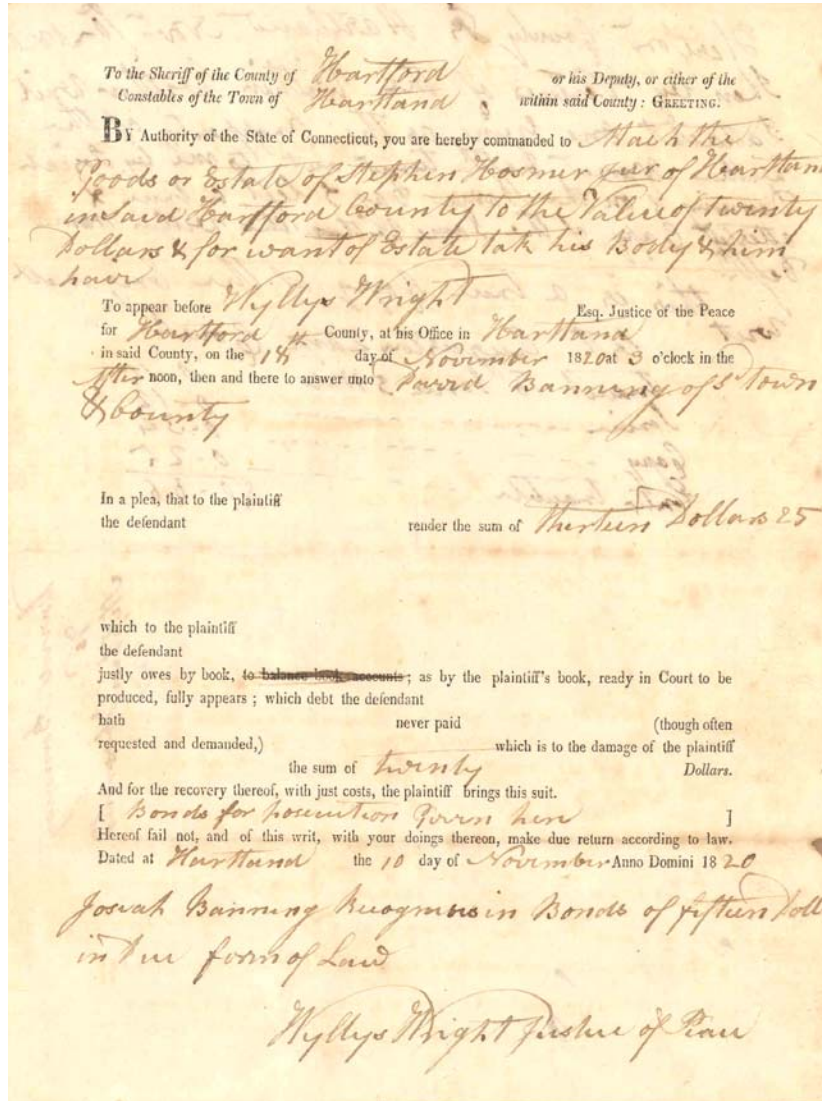 To the Sheriff of the County of Hartford or his Deputy, or either of the
Constables of the Town of Hartland within said County: GREETING.
BY Authority of the State of Connecticut, you are hereby commanded to Attach the
Goods or Estate of Stephen Hosmer jur of Heartland
in Said Hartford County to the Value of twenty
Dollars & for want of Estate tak his Body & him
have
To appear before Wyllys Wright Esq. Justice of the Peace
for Hartford County, at his Office in Hartland
in said County, on the 18th day of November 1820 at 3 o'clock in the
After noon, then and there to answer unto David Banning of sd town
& County
In a plea, that to the plaintiff
the defendant render the sum of thirteen Dollars 25
which to the plaintiff
the defendant
justly owes by book, to balance book accounts; as by the plaintiff's book, ready in Court to be
produced, fully appears; which debt the defendant
hath never paid (though often
requested and demanded,) which is to the damage of the plaintiff
the sum of twenty Dollars.
And for the recovery thereof, with just costs, the plaintiff brings this suit.
[ Bonds for prosecution ]
Hereof fail not, and of this writ, with your doings thereon, make due return according to law.
Dated at Hartland the 10 day of November Anno Domini 1820
Josiah Banning in Bonds of fifteen Doll
in Due form of Law
Wyllys Wright Justice of Peace